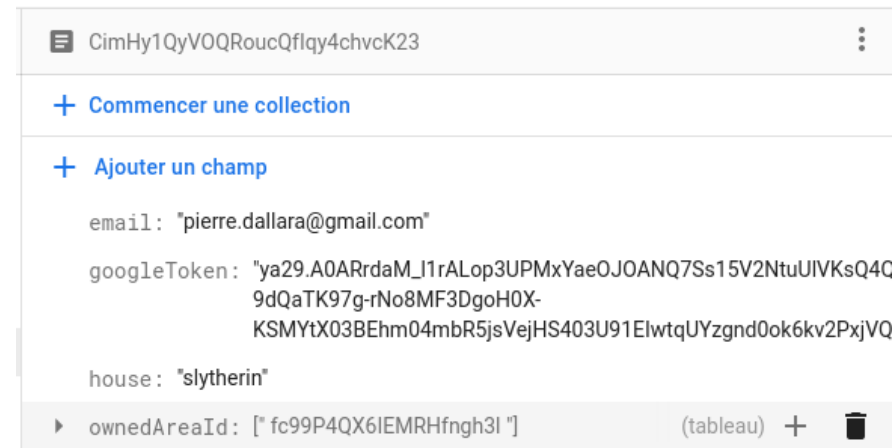 CimHy1QyVOQRoucQflqy4chvcK23
Commencer une collection
Ajouter un champ
email: "pierre.dallara@gmail.com"
googleToken: "ya29.A0ARrdaM_I1rALop3UPMxYaeOJOANQ7Ss15V2NtuUIVKsQ4Q
9dQaTK97g-rNo8MF3DgoH0X-
KSMYtX03BEhm04mbR5jsVejHS403U91EIwtqUYzgnd0ok6kv2PxjVQ
house: "slytherin"
ownedAreaId: [" fc99P4QX6IEMRHfngh3l "] (tableau)